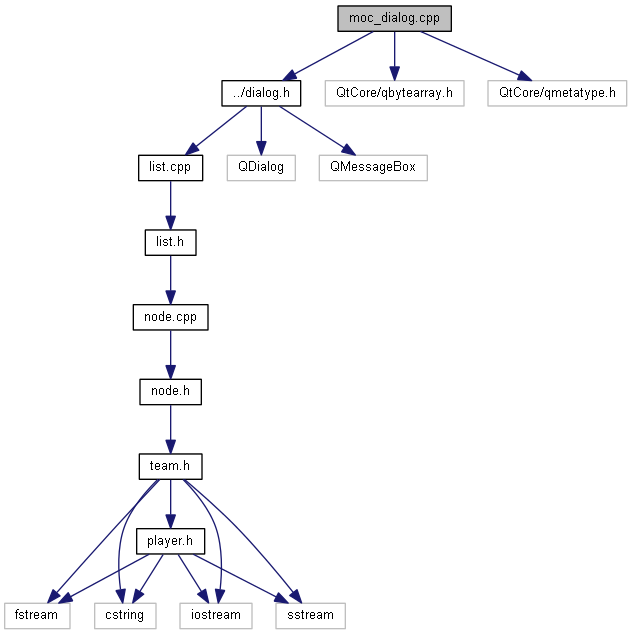 moc_dialog.cpp
../dialog.h
QtCore/qbytearray.h
QtCore/qmetatype.h
list.cpp
QDialog
QMessageBox
list.h
node.cpp
node.h
team.h
player.h
fstream
cstring
iostream
sstream